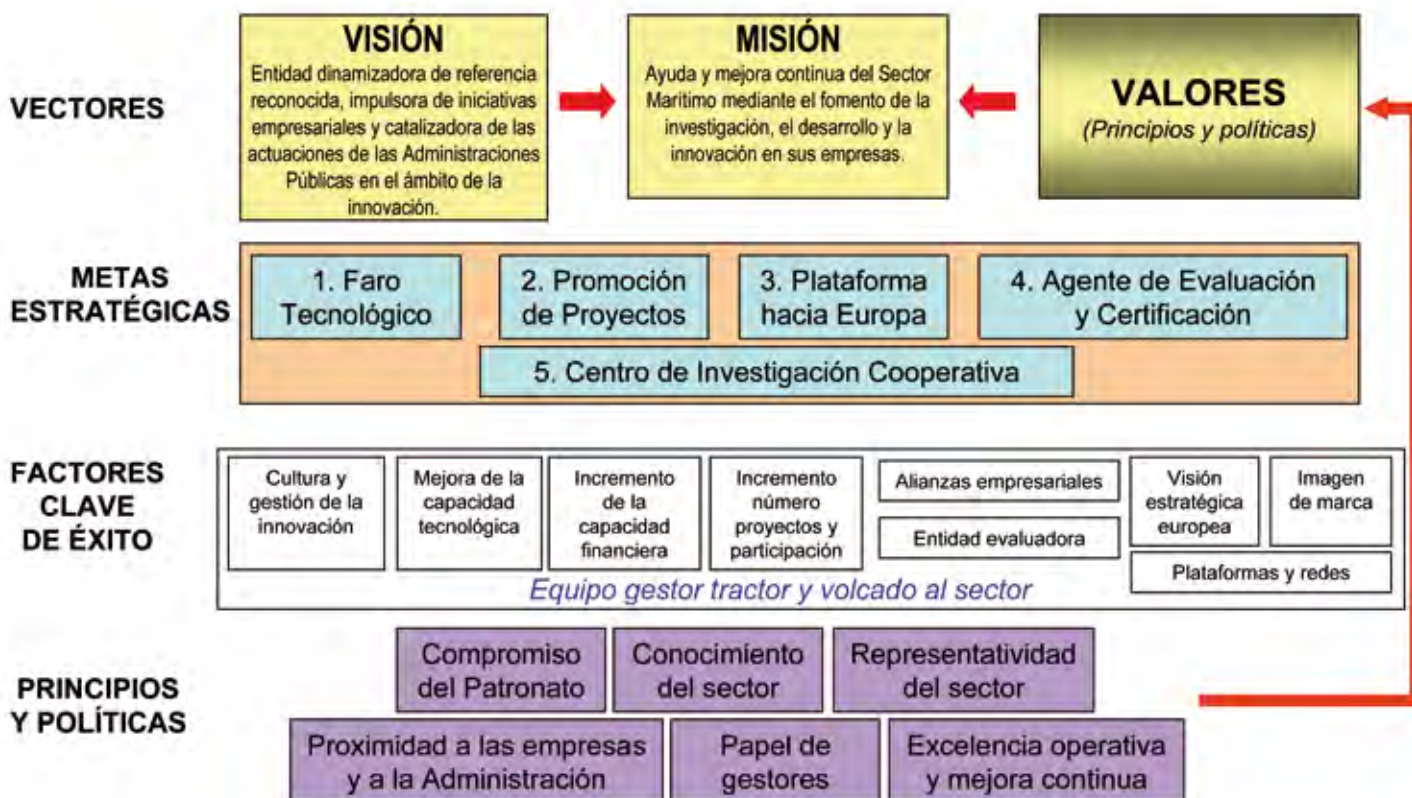 VECTORES
VISIÓN
Entidad dinamizadora de referencia
reconocida, impulsora de iniciativas
empresariales y catalizadora de las
actuaciones de las Administraciones
Públicas en el ámbito de la
innovación.
MISIÓN
Ayuda y mejora continua del Sector
Marítimo mediante el fomento de la
investigación, el desarrollo y la
innovación en sus empresas.
VALORES
(Principios y políticas)
METAS
ESTRATÉGICAS
1. Faro
Tecnológico
2. Promoción
de Proyectos
3. Plataforma
hacia Europa
4. Agente de Evaluación
y Certificación
5. Centro de Investigación Cooperativa
FACTORES
CLAVE
DE ÉXITO
Cultura y
gestión de la
innovación
Mejora de la
capacidad
tecnológica
Incremento
de la
capacidad
financiera
Incremento
número
proyectos y
participación
Alianzas empresariales
Entidad evaluadora
Visión
estratégica
europea
Imagen
de marca
Plataformas y redes
Equipo gestor tractor y volcado al sector
PRINCIPIOS
Y POLÍTICAS
Compromiso
del Patronato
Conocimiento
del sector
Representatividad
del sector
Proximidad a las empresas
y a la Administración
Papel de
gestores
Excelencia operativa
y mejora continua